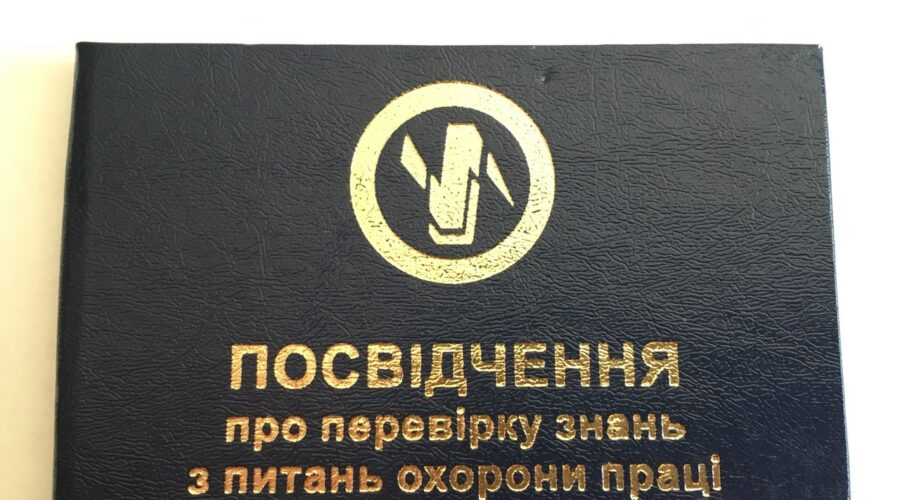 ПОСВІДЧЕННЯ
про перевірку знань
з питань охорони праці